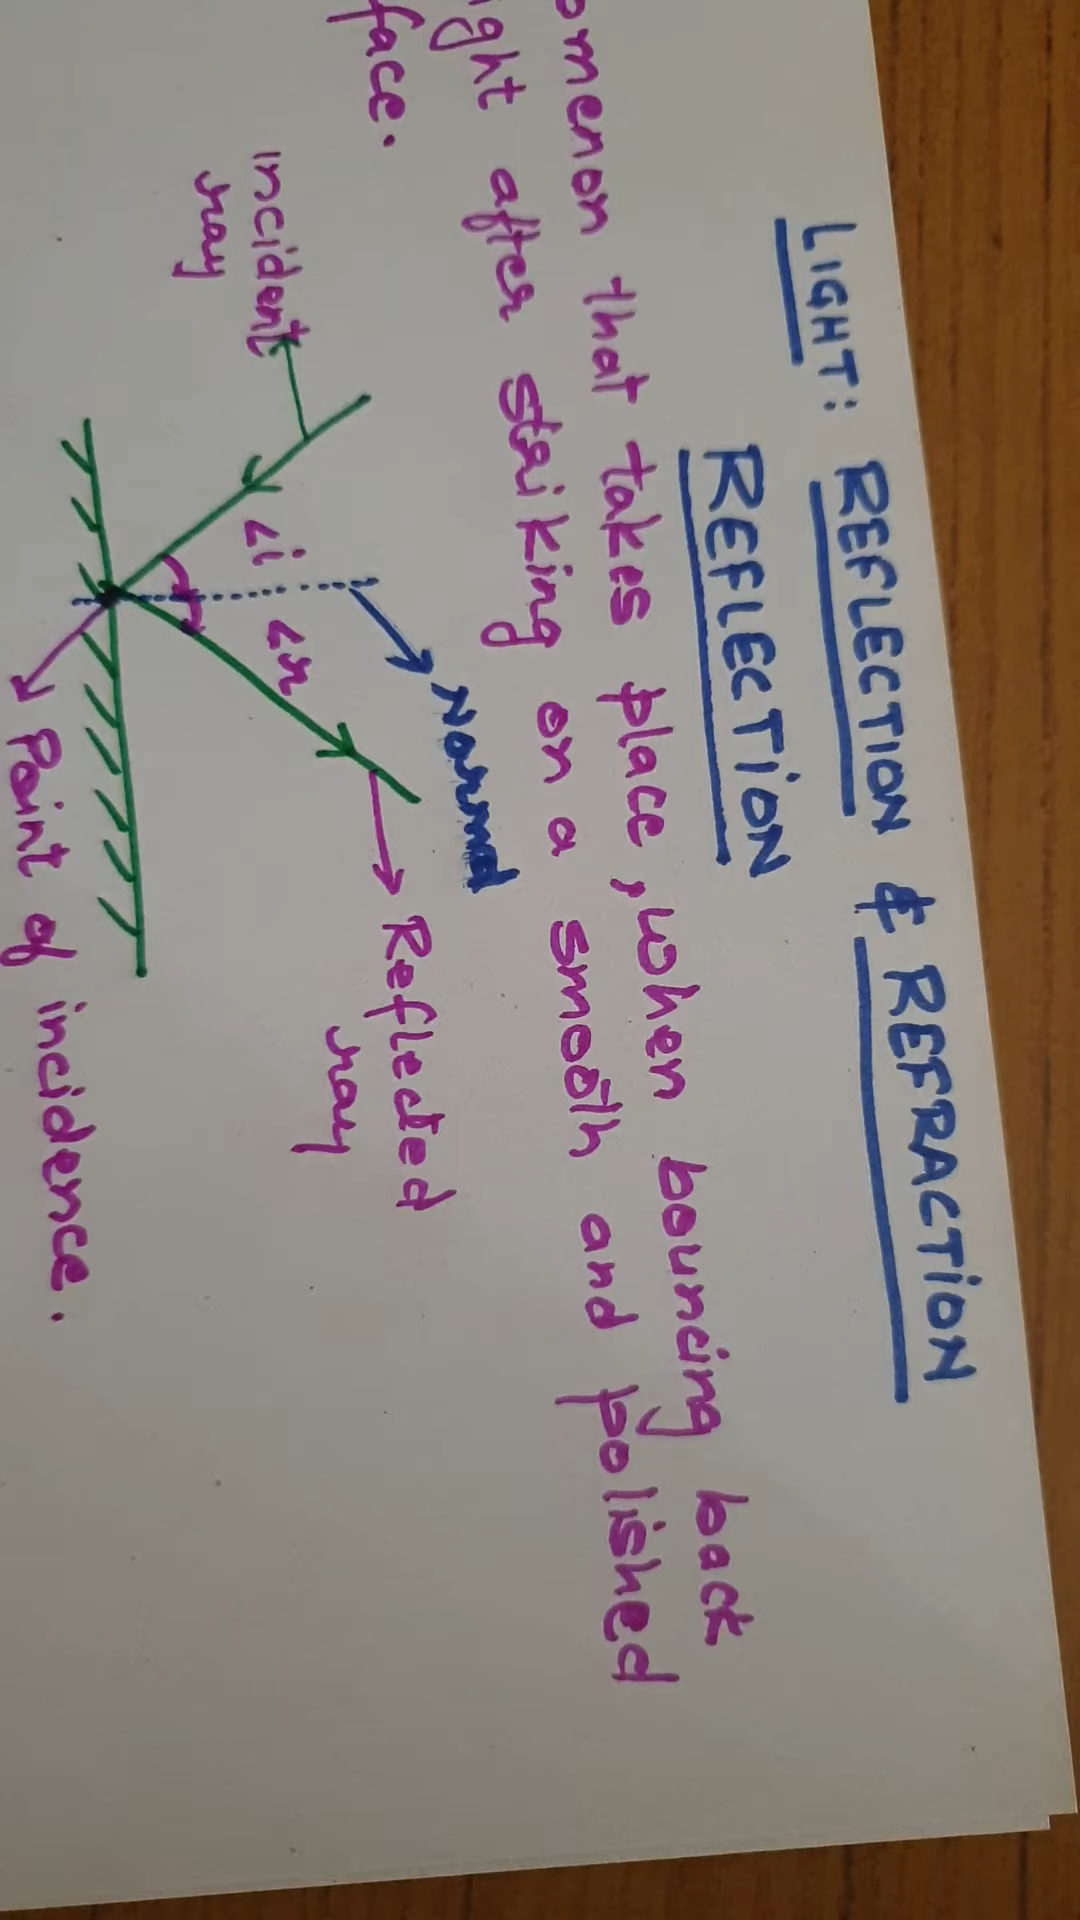 LIGHT: REFLECTION & REFRACTION
REFLECTION
omenon that takes place, when bouncing back
ight after striking on a smooth and polished
face.
incident
ray
∠i
∠r
Normal
Reflected
ray
Point of incidence.